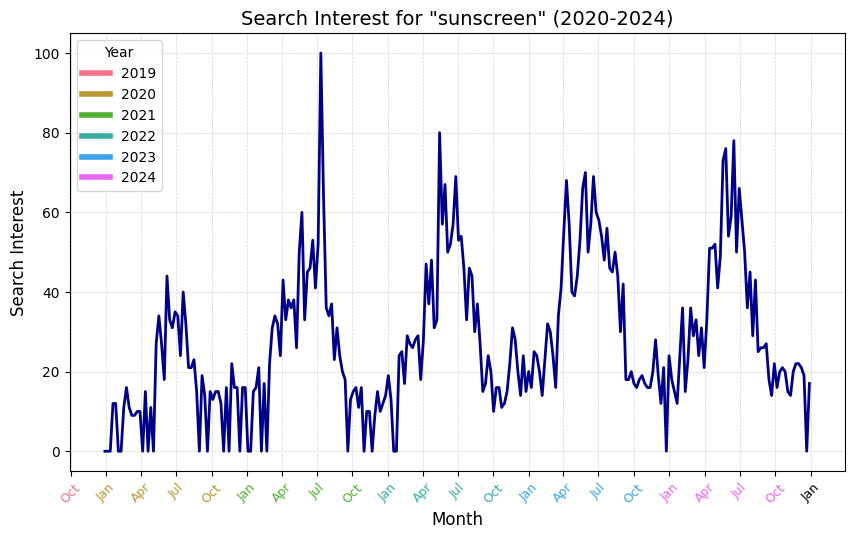 Search Interest for "sunscreen" (2020-2024)
Search Interest
100
80
60
40
20
0
Year
2019
2020
2021
2022
2023
2024
Oct Jan Apr Jul Oct Jan Apr Jul Oct Jan Apr Jul Oct Jan Apr Jul Oct Jan Apr Jul Oct Jan
Month